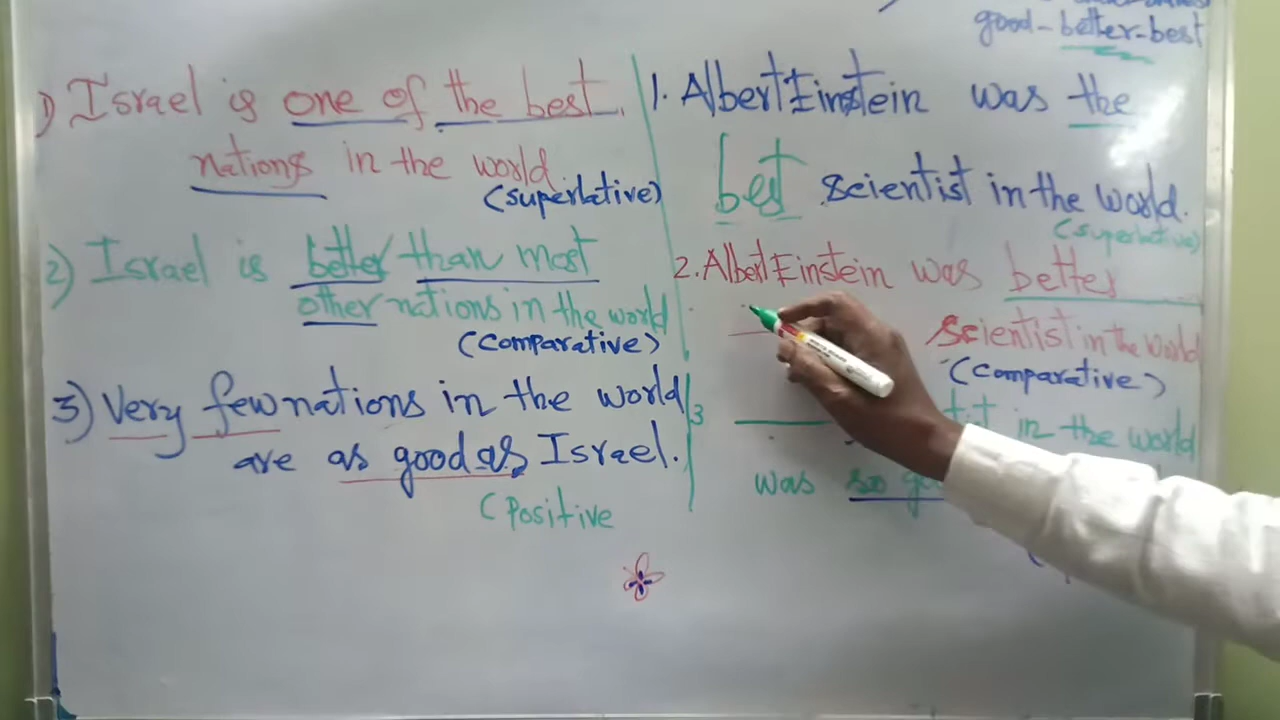 good-better-best
1) Israel is one of the best
nations in the world
(superlative)
2) Israel is better than most
other nations in the world
(comparative)
3) Very few nations in the world
are as good as Israel.
(Positive
1. Albert Einstein was the
best scientist in the world.
(superlative)
2. Albert Einstein was better
scientist in the world
(comparative)
3
in the world
was so